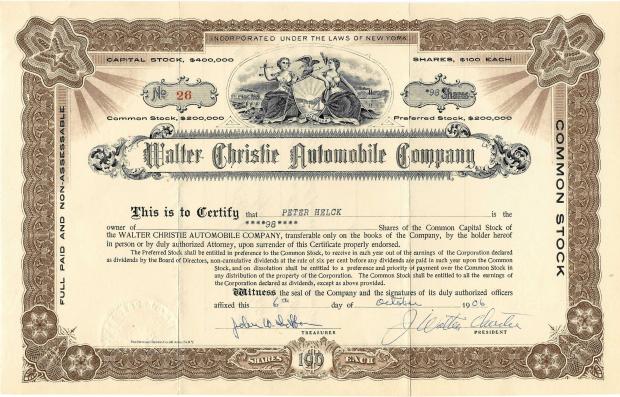 INCORPORATED UNDER THE LAWS OF NEW YORK
CAPITAL STOCK, $400,000
SHARES, $100 EACH
No 26
*98* Shares
Common Stock, $200,000
Preferred Stock, $200,000
Walter Christie Automobile Company
FULL PAID AND NON-ASSESSABLE
COMMON STOCK
This is to Certify that PETER HELCK is the
owner of ****98**** Shares of the Common Capital Stock of
the WALTER CHRISTIE AUTOMOBILE COMPANY, transferable only on the books of the Company, by the holder hereof
in person or by duly authorized Attorney, upon surrender of this Certificate properly endorsed.
The Preferred Stock shall be entitled in preference to the Common Stock, to receive in each year out of the earnings of the Corporation declared
as dividends by the Board of Directors, non-cumulative dividends at the rate of six per cent before any dividends are paid in each year upon the Common
Stock, and on dissolution shall be entitled to a preference and priority of payment over the Common Stock in
any distribution of the property of the Corporation. The Common Stock shall be entitled to all the earnings of
the Corporation declared as dividends, except as above provided.
Witness the seal of the Company and the signatures of its duly authorized officers
affixed this 6th day of October 1906
J Walter Christie
TREASURER
PRESIDENT
SHARES 100 EACH